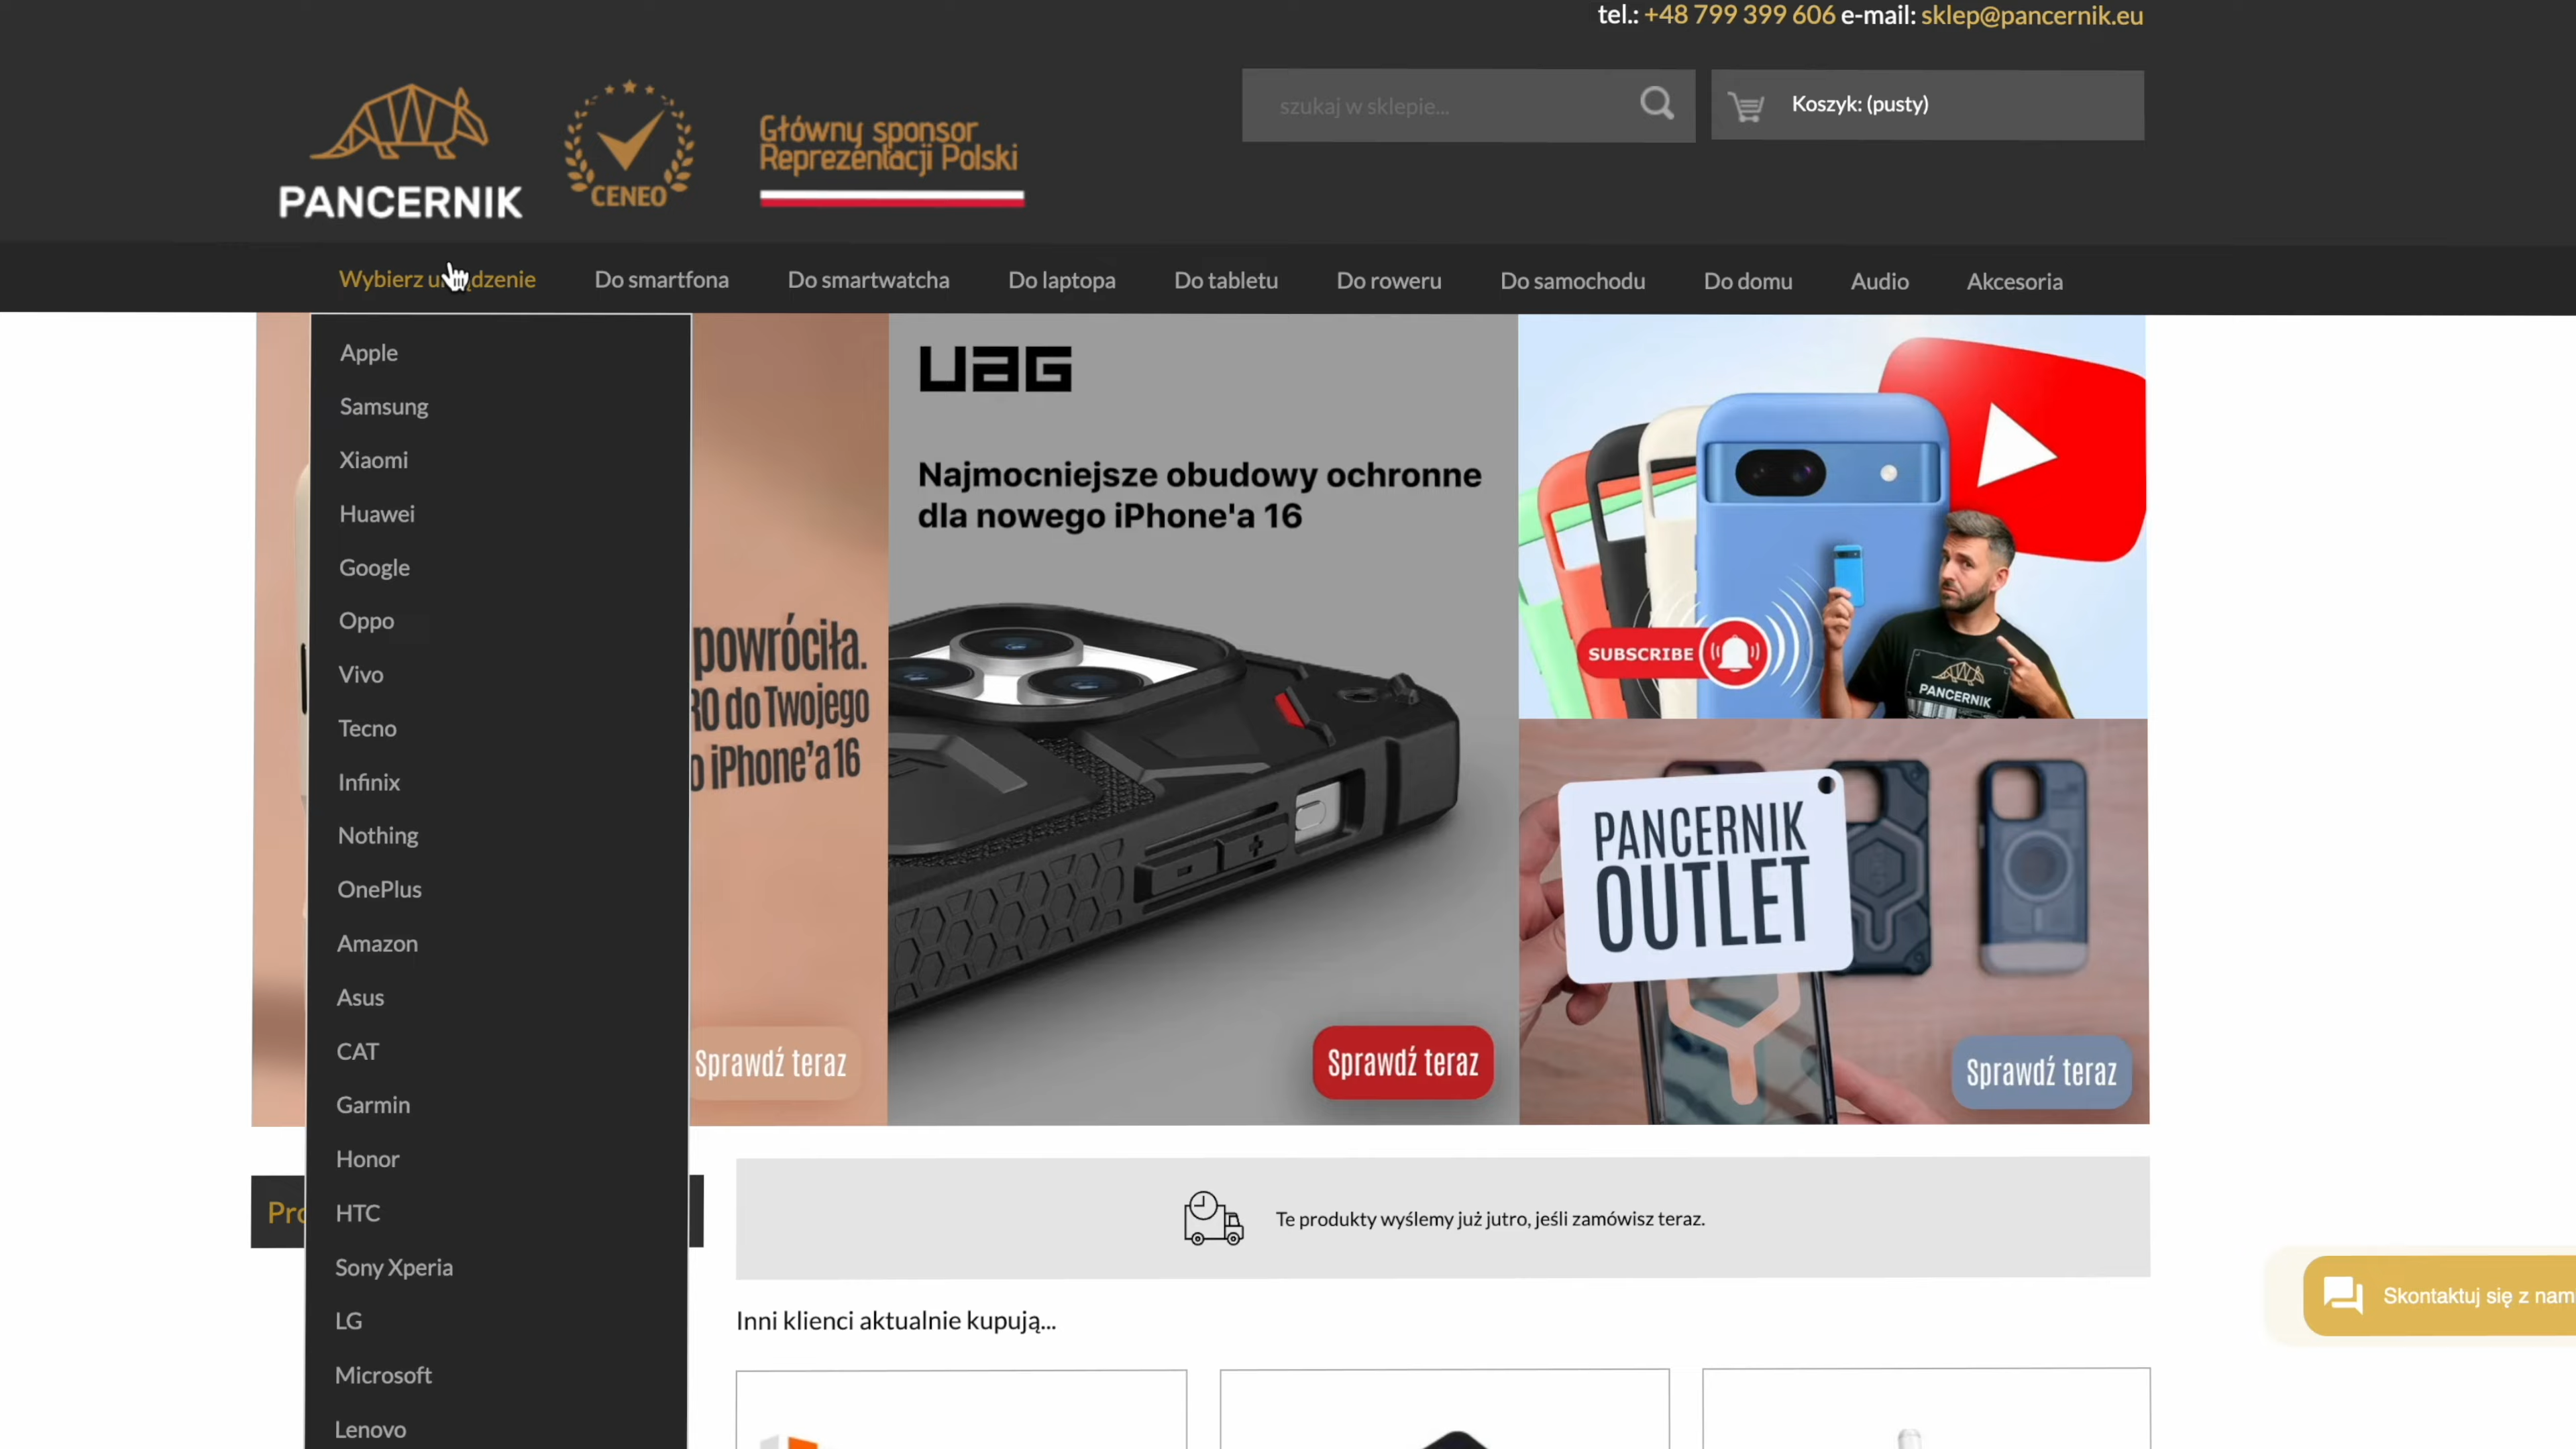 tel.: +48 799 399 606 e-mail: sklep@pancernik.eu
PANCERNIK
CENEO
Główny sponsor
Reprezentacji Polski
szukaj w sklepie...
Koszyk: (pusty)
Wybierz urządzenie
Do smartfona
Do smartwatcha
Do laptopa
Do tabletu
Do roweru
Do samochodu
Do domu
Audio
Akcesoria
Apple
Samsung
Xiaomi
Huawei
Google
Oppo
Vivo
Tecno
Infinix
Nothing
OnePlus
Amazon
Asus
CAT
Garmin
Honor
HTC
Sony Xperia
LG
Microsoft
Lenovo
powróciła.
do Twojego
iPhone'a 16
Sprawdź teraz
UAG
Najmocniejsze obudowy ochronne
dla nowego iPhone'a 16
Sprawdź teraz
SUBSCRIBE
PANCERNIK
PANCERNIK
OUTLET
Sprawdź teraz
Te produkty wyślemy już jutro, jeśli zamówisz teraz.
Inni klienci aktualnie kupują...
Skontaktuj się z nam